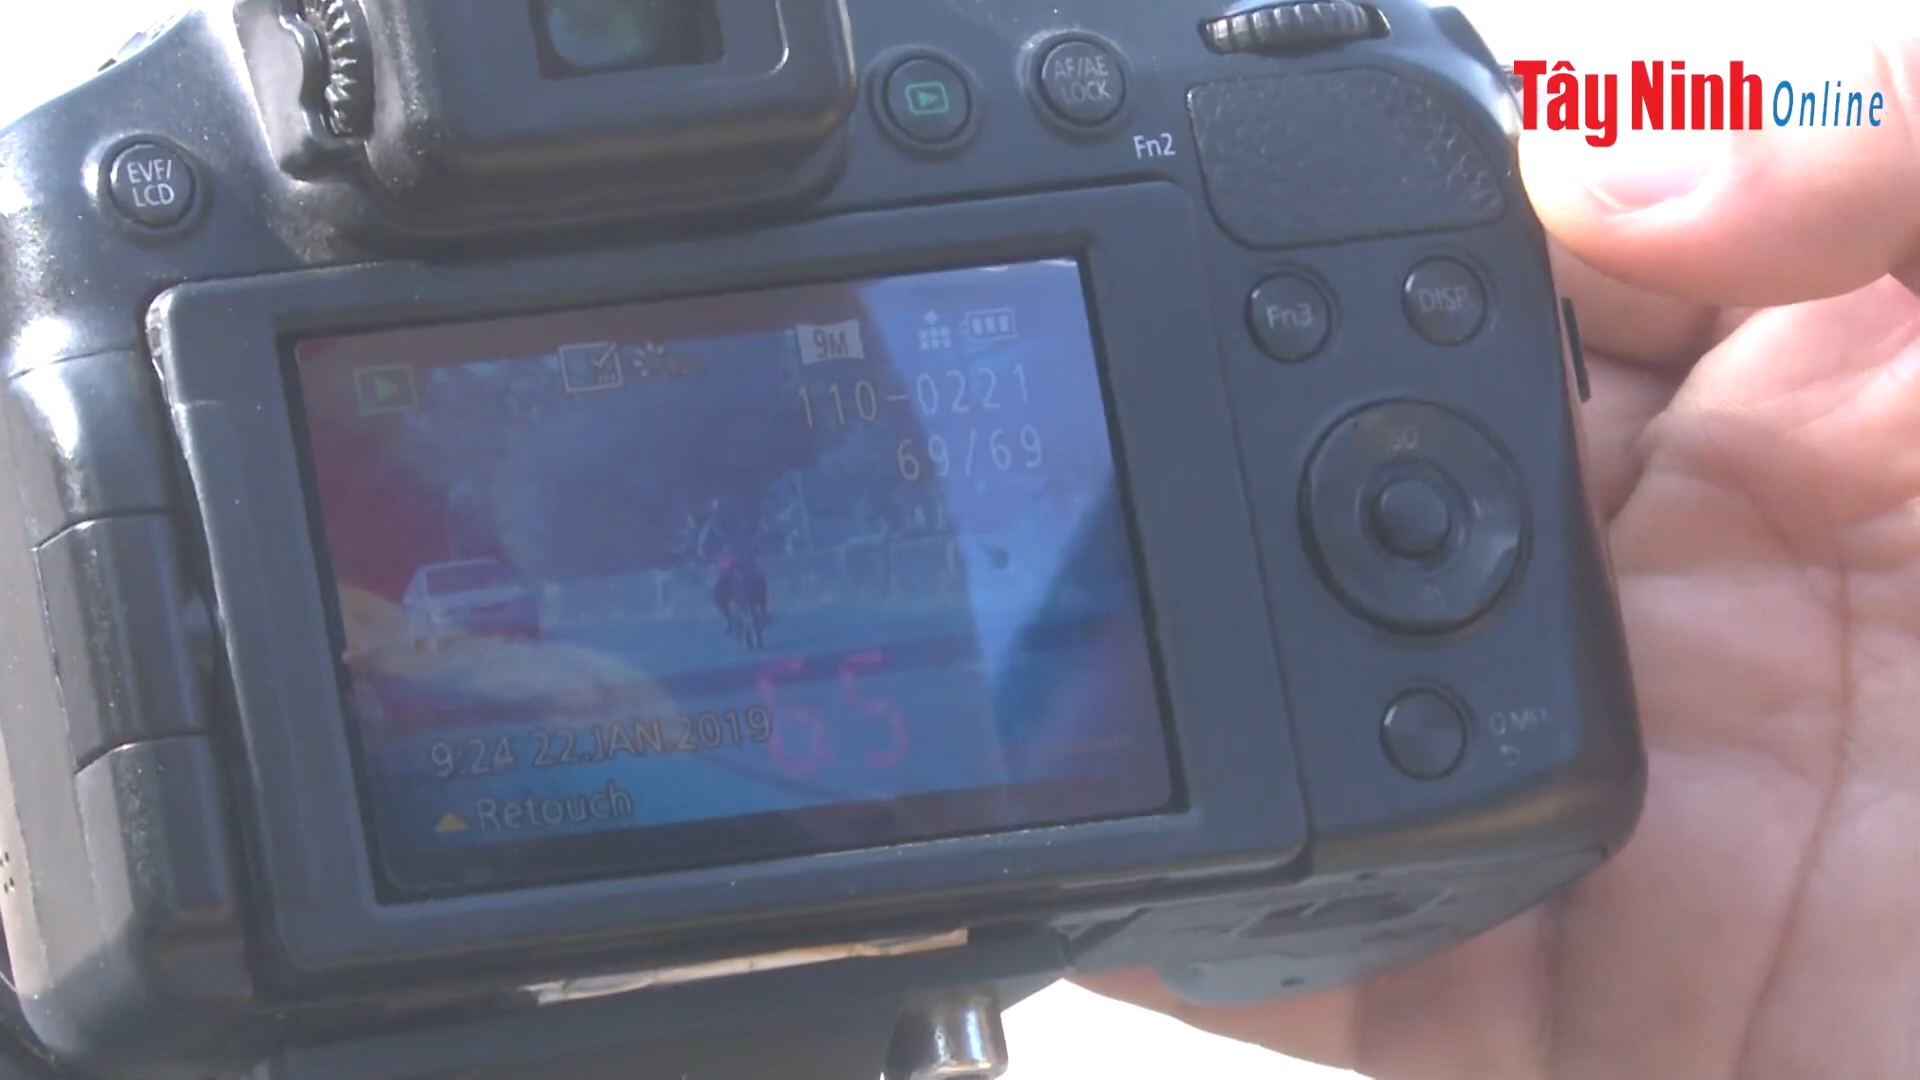 Tây Ninh Online
EVF/
LCD
AF/AE
LOCK
Fn2
Fn3
DISP.
9M
110-0221
69/69
65
9:24 22.JAN.2019
Retouch